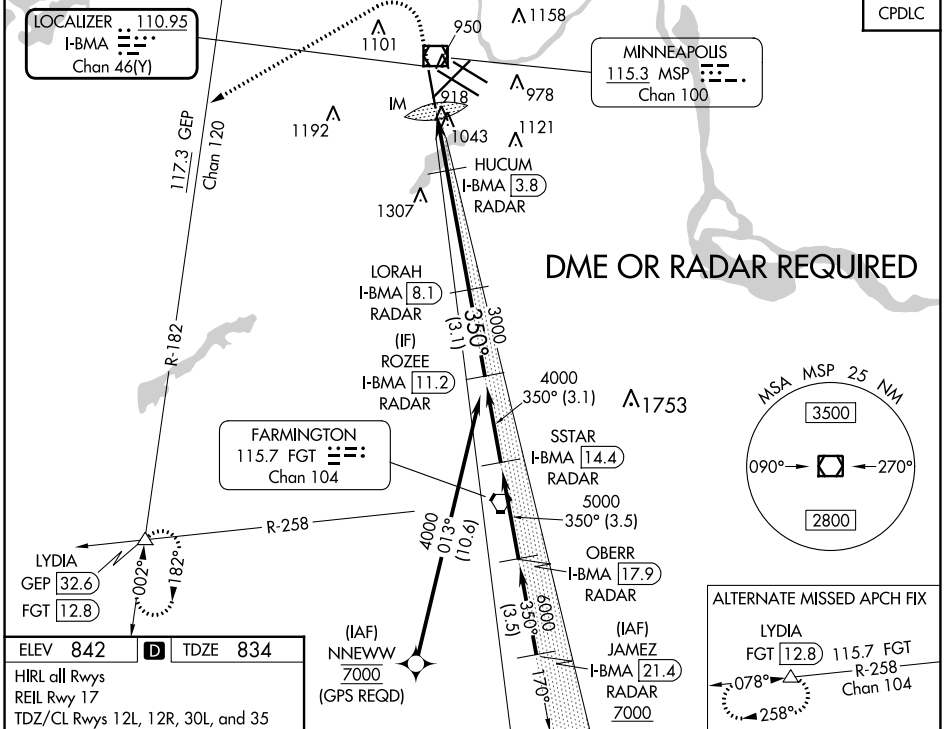 LOCALIZER 110.95
I-BMA
Chan 46(Y)
1101
950
1158
CPDLC
MINNEAPOLIS
115.3 MSP
Chan 100
117.3 GEP
Chan 120
IM
918
978
1192
1043
1121
HUCUM
I-BMA 3.8
RADAR
1307
DME OR RADAR REQUIRED
LORAH
I-BMA 8.1
RADAR
350°
(3.1)
3000
(IF)
ROZEE
I-BMA 11.2
RADAR
R-182
4000
350° (3.1)
1753
MSA MSP 25 NM
3500
090°
270°
2800
FARMINGTON
115.7 FGT
Chan 104
SSTAR
I-BMA 14.4
RADAR
5000
350° (3.5)
R-258
4000
013°
(10.6)
LYDIA
GEP 32.6
FGT 12.8
002°
182°
OBERR
I-BMA 17.9
RADAR
6000
350°
(3.5)
170°
(IAF)
NNEWW
7000
(GPS REQD)
(IAF)
JAMEZ
I-BMA 21.4
RADAR
7000
ALTERNATE MISSED APCH FIX
LYDIA
FGT 12.8 115.7 FGT
R-258
Chan 104
078°
258°
ELEV 842 D TDZE 834
HIRL all Rwys
REIL Rwy 17
TDZ/CL Rwys 12L, 12R, 30L, and 35